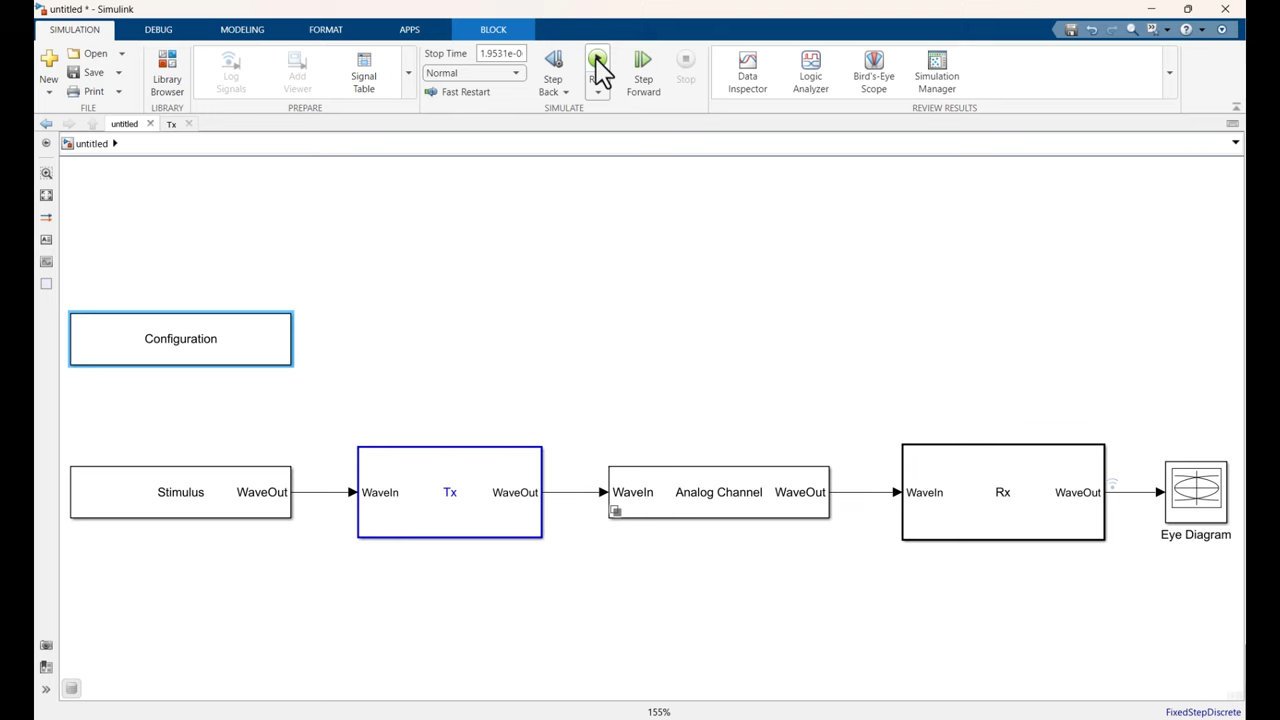 untitled * - Simulink
SIMULATION DEBUG MODELING FORMAT APPS BLOCK
New
Open
Save
Print
FILE
Library
Browser
LIBRARY
Log
Signals
Add
Viewer
Signal
Table
PREPARE
Stop Time 1.9531e-0
Normal
Fast Restart
Step
Back
Step
Forward
Stop
SIMULATE
Data
Inspector
Logic
Analyzer
Bird's-Eye
Scope
Simulation
Manager
REVIEW RESULTS
untitled Tx
untitled
Configuration
Stimulus WaveOut
WaveIn Tx WaveOut
WaveIn Analog Channel WaveOut
WaveIn Rx WaveOut
Eye Diagram
155% FixedStepDiscrete